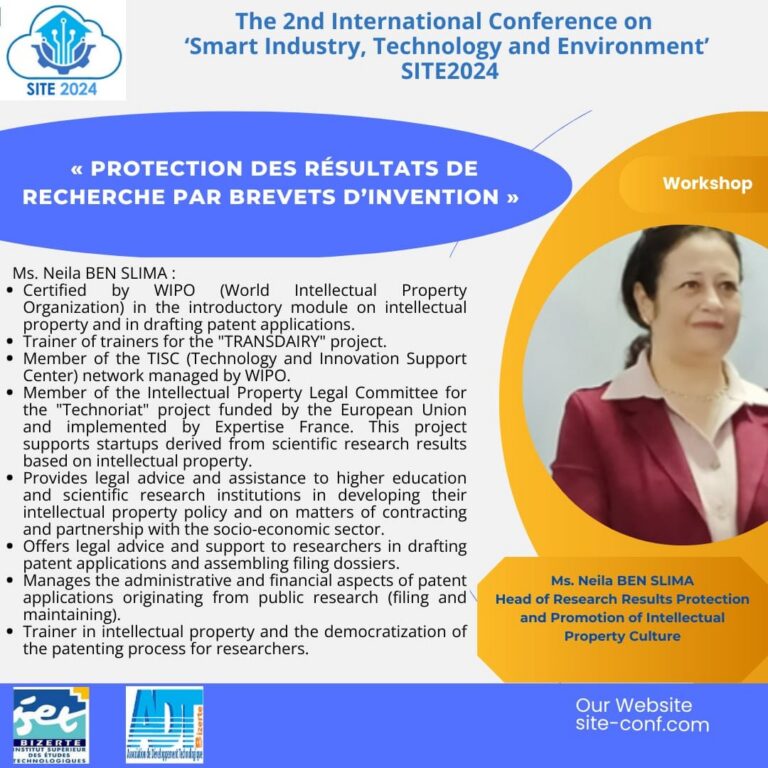 The 2nd International Conference on
‘Smart Industry, Technology and Environment’
SITE2024
SITE 2024
« PROTECTION DES RÉSULTATS DE
RECHERCHE PAR BREVETS D’INVENTION »
Workshop
Ms. Neila BEN SLIMA :
• Certified by WIPO (World Intellectual Property
Organization) in the introductory module on intellectual
property and in drafting patent applications.
• Trainer of trainers for the "TRANSDAIRY" project.
• Member of the TISC (Technology and Innovation Support
Center) network managed by WIPO.
• Member of the Intellectual Property Legal Committee for
the "Technoriat" project funded by the European Union
and implemented by Expertise France. This project
supports startups derived from scientific research results
based on intellectual property.
• Provides legal advice and assistance to higher education
and scientific research institutions in developing their
intellectual property policy and on matters of contracting
and partnership with the socio-economic sector.
• Offers legal advice and support to researchers in drafting
patent applications and assembling filing dossiers.
• Manages the administrative and financial aspects of patent
applications originating from public research (filing and
maintaining).
• Trainer in intellectual property and the democratization of
the patenting process for researchers.
Ms. Neila BEN SLIMA
Head of Research Results Protection
and Promotion of Intellectual
Property Culture
iset
BIZERTE
INSTITUT SUPERIEUR
DES ÉTUDES
TECHNOLOGIQUES
ADT
Bizerte
Association de Développement Technologique
Our Website
site-conf.com